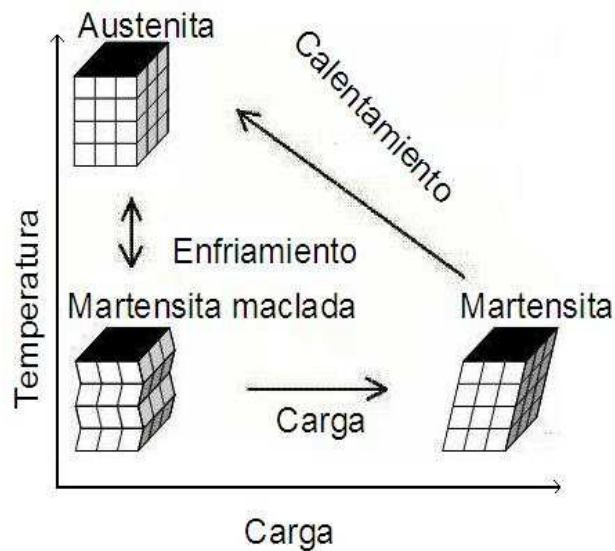 Austenita
Calentamiento
Temperatura
Enfriamiento
Martensita maclada
Martensita
Carga
Carga